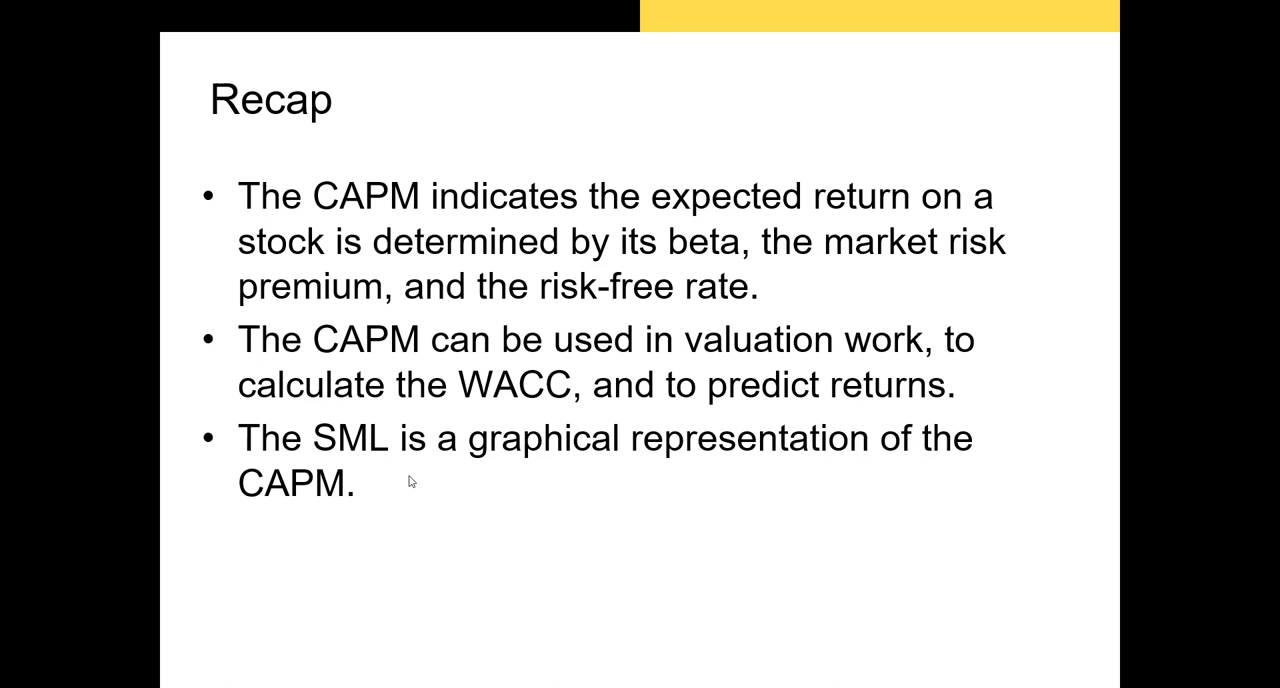 Recap
• The CAPM indicates the expected return on a
stock is determined by its beta, the market risk
premium, and the risk-free rate.
• The CAPM can be used in valuation work, to
calculate the WACC, and to predict returns.
• The SML is a graphical representation of the
CAPM.